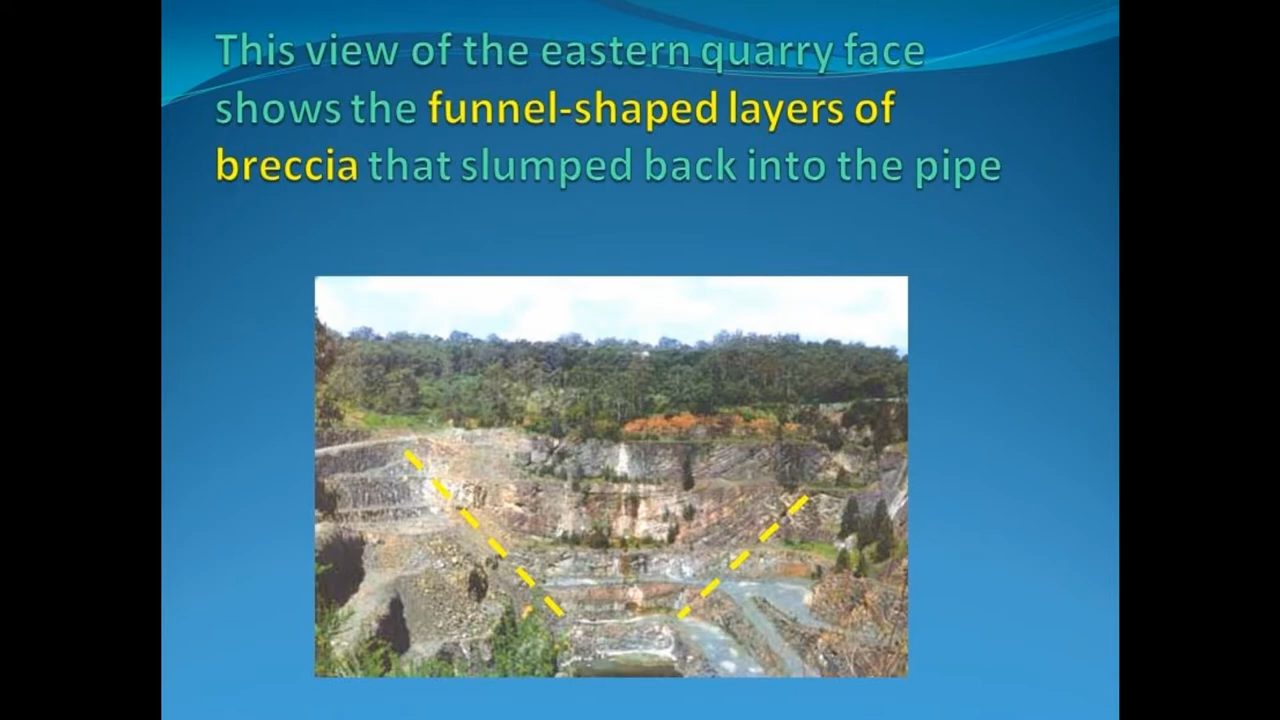 This view of the eastern quarry face
shows the funnel-shaped layers of
breccia that slumped back into the pipe